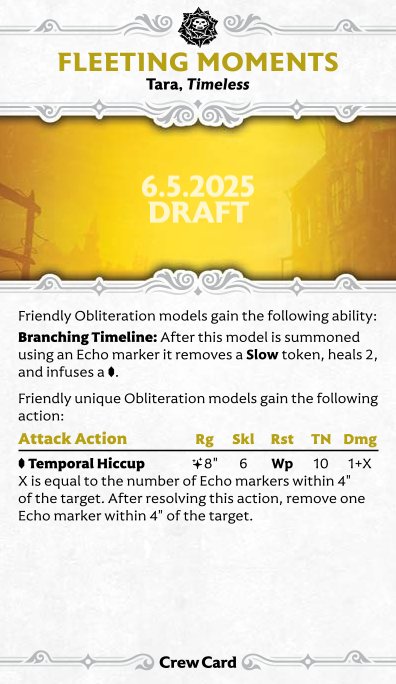 FLEETING MOMENTS
Tara, Timeless
6.5.2025
DRAFT
Friendly Obliteration models gain the following ability:
Branching Timeline: After this model is summoned
using an Echo marker it removes a Slow token, heals 2,
and infuses a .
Friendly unique Obliteration models gain the following
action:
Attack Action Rg Skl Rst TN Dmg
Temporal Hiccup 8" 6 Wp 10 1+X
X is equal to the number of Echo markers within 4"
of the target. After resolving this action, remove one
Echo marker within 4" of the target.
Crew Card